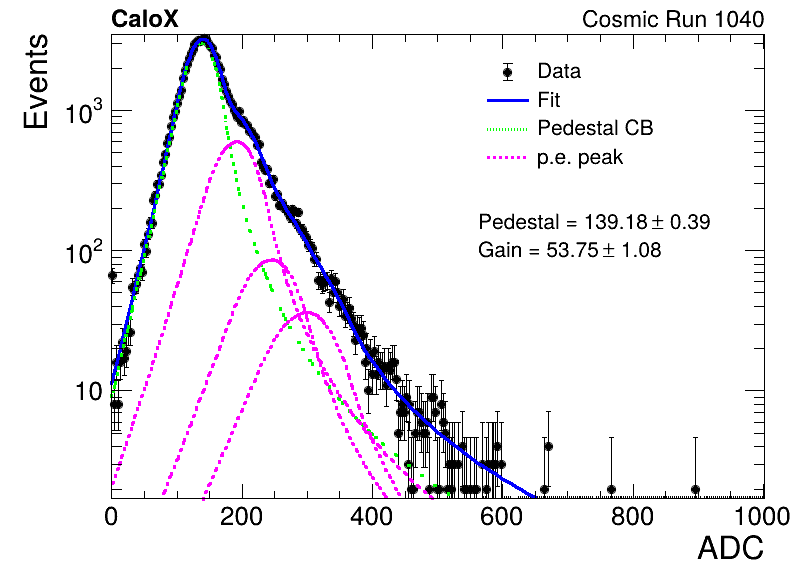 CaloX
Cosmic Run 1040
Events
10³
10²
10
Data
Fit
Pedestal CB
p.e. peak
Pedestal = 139.18 ± 0.39
Gain = 53.75 ± 1.08
0 200 400 600 800 1000
ADC